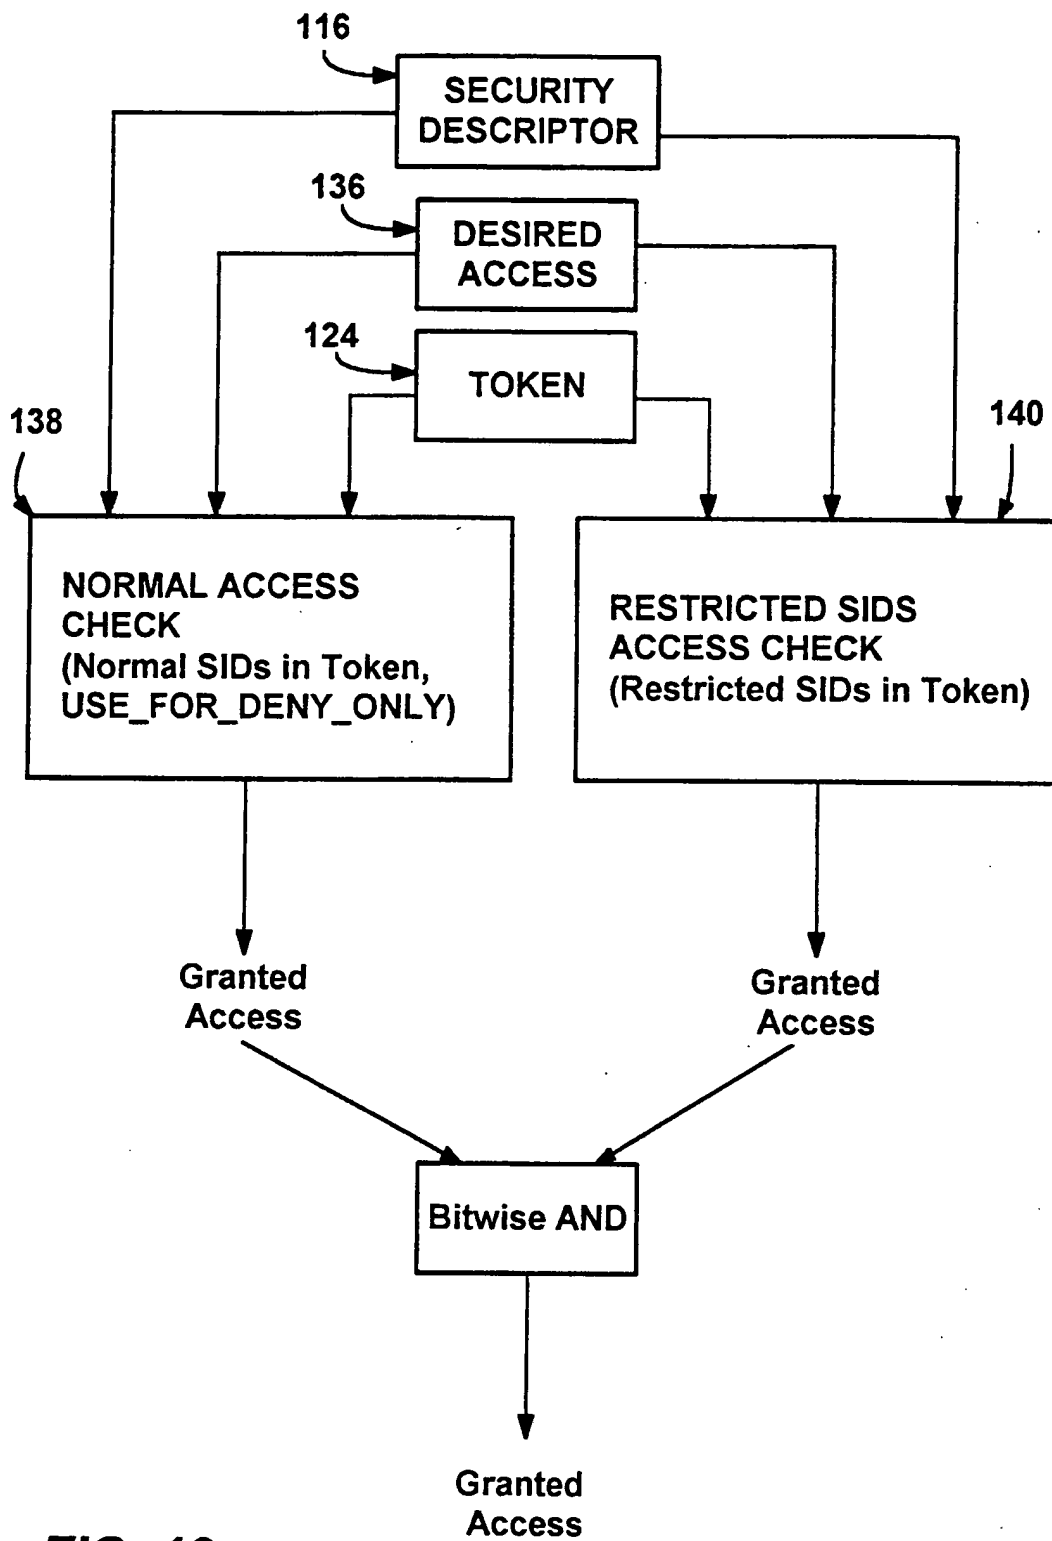 116
SECURITY
DESCRIPTOR
136
DESIRED
ACCESS
124
TOKEN
138
140
NORMAL ACCESS
CHECK
(Normal SIDs in Token,
USE_FOR_DENY_ONLY)
RESTRICTED SIDS
ACCESS CHECK
(Restricted SIDs in Token)
Granted
Access
Granted
Access
Bitwise AND
Granted
Access